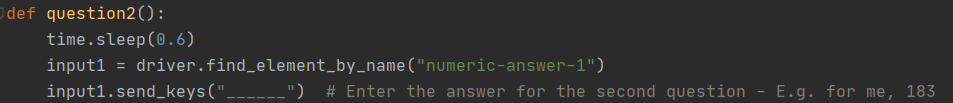 def question2():
time.sleep(0.6)
input1 = driver.find_element_by_name("numeric-answer-1")
input1.send_keys("______")  # Enter the answer for the second question - E.g. for me, 183